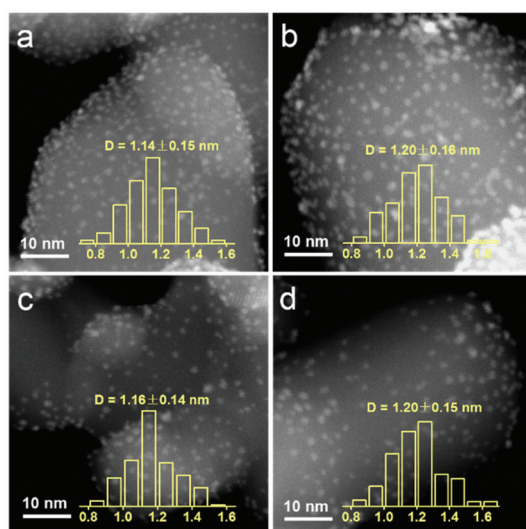 a
D = 1.14±0.15 nm
10 nm
0.8 1.0 1.2 1.4 1.6
b
D = 1.20±0.16 nm
10 nm
0.8 1.0 1.2 1.4 1.6
c
D = 1.16±0.14 nm
10 nm
0.8 1.0 1.2 1.4 1.6
d
D = 1.20±0.15 nm
10 nm
0.8 1.0 1.2 1.4 1.6